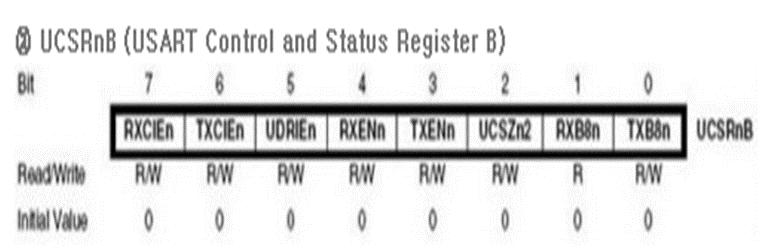 ② UCSRnB (USART Control and Status Register B)
Bit 7 6 5 4 3 2 1 0
RXCIEn TXCIEn UDRIEn RXENn TXENn UCSZn2 RXB8n TXB8n UCSRnB
Read/Write R/W R/W R/W R/W R/W R/W R R/W
Initial Value 0 0 0 0 0 0 0 0